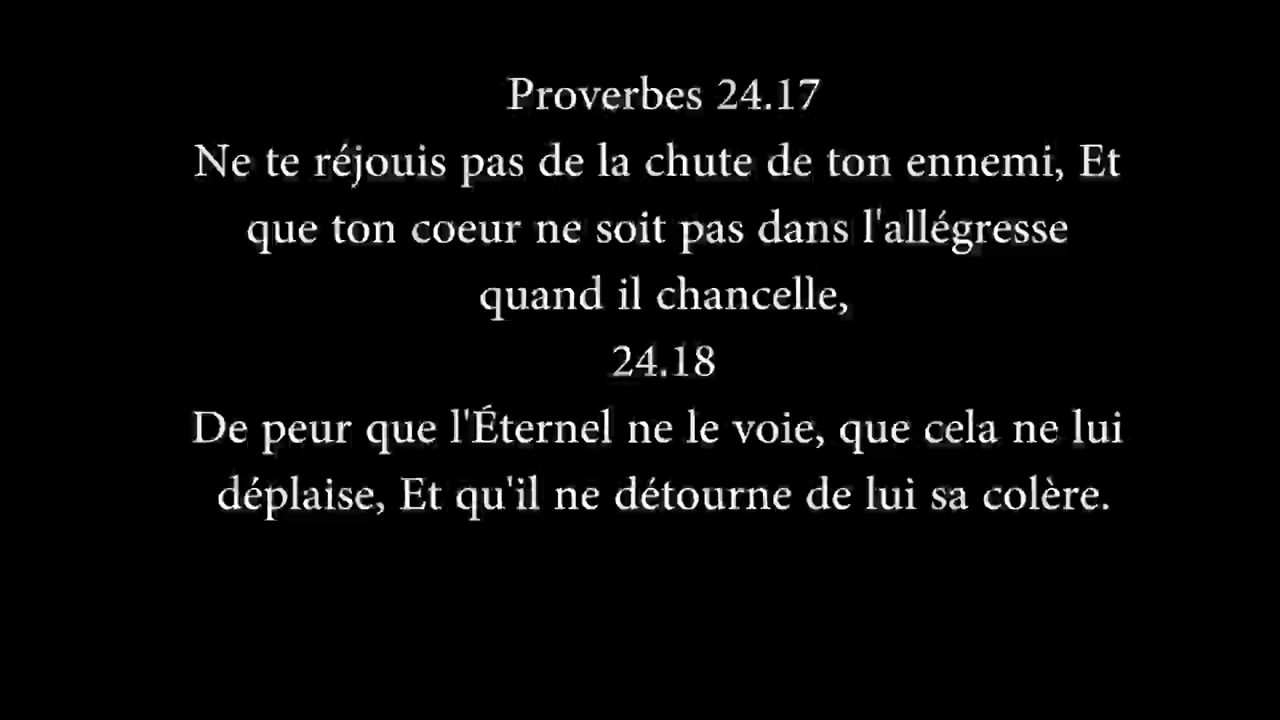 Proverbes 24.17
Ne te réjouis pas de la chute de ton ennemi, Et
que ton coeur ne soit pas dans l'allégresse
quand il chancelle,
24.18
De peur que l'Éternel ne le voie, que cela ne lui
déplaise, Et qu'il ne détourne de lui sa colère.